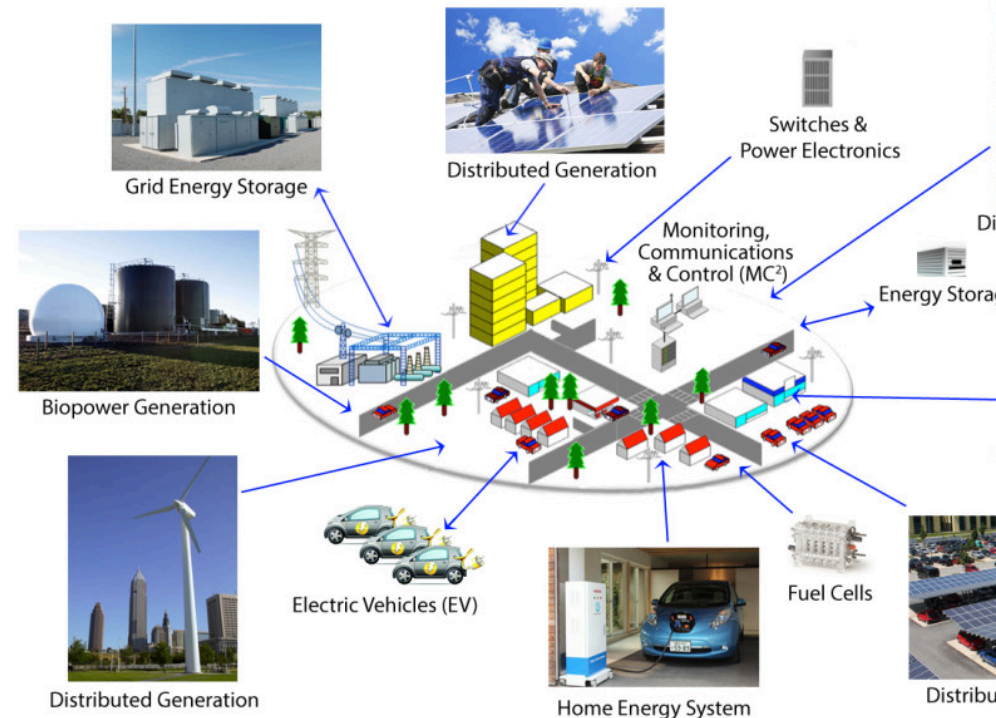 Switches &
Power Electronics
Grid Energy Storage
Distributed Generation
Monitoring,
Communications
& Control (MC²)
Di
Energy Storag
Biopower Generation
Electric Vehicles (EV)
Fuel Cells
Distributed Generation
Home Energy System
Distribu